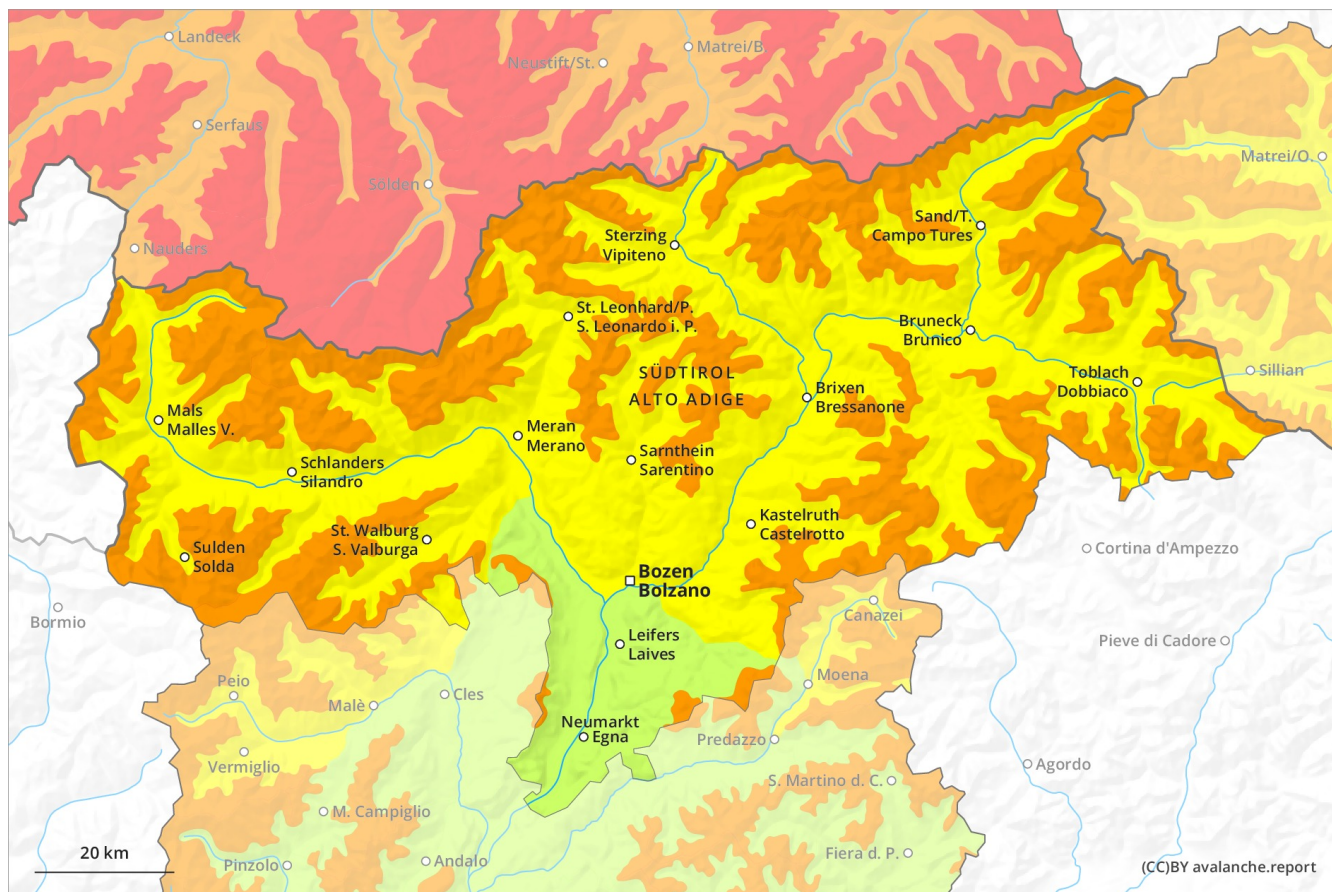 Landeck
Matrei/B.
Neustift/St.
Serfaus
Matrei/O.
Sölden
Sand/T.
Campo Tures
Nauders
Sterzing
Vipiteno
St. Leonhard/P.
S. Leonardo i. P.
Bruneck
Brunico
SÜDTIROL
ALTO ADIGE
Toblach
Dobbiaco
Sillian
Brixen
Bressanone
Mals
Malles V.
Meran
Merano
Schlanders
Silandro
Sarnthein
Sarentino
Kastelruth
Castelrotto
St. Walburg
S. Valburga
Sulden
Solda
Cortina d'Ampezzo
Bozen
Bolzano
Bormio
Canazei
Leifers
Laives
Pieve di Cadore
Peio
Moena
Malè
Cles
Neumarkt
Egna
Predazzo
Vermiglio
Agordo
S. Martino d. C.
M. Campiglio
20 km
Pinzolo
Andalo
Fiera d. P.
(CC)BY avalanche.report